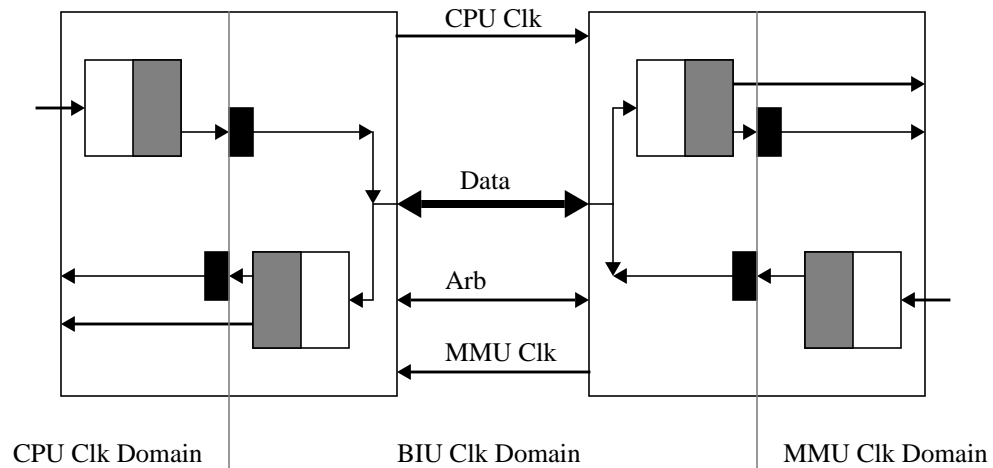 CPU Clk
Data
Arb
MMU Clk
CPU Clk Domain
BIU Clk Domain
MMU Clk Domain